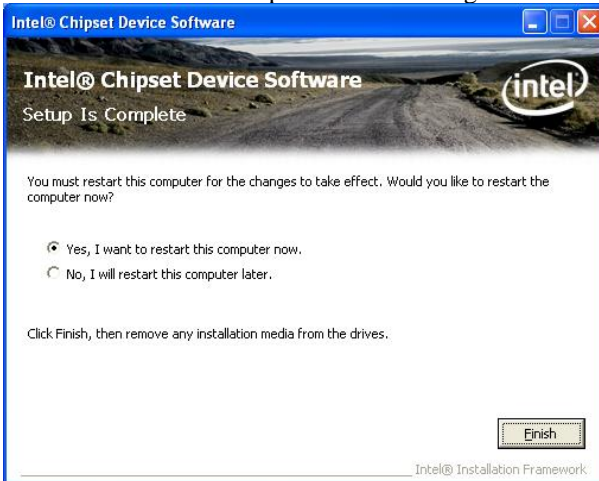 Intel® Chipset Device Software
Intel® Chipset Device Software
intel
Setup Is Complete
You must restart this computer for the changes to take effect. Would you like to restart the
computer now?
Yes, I want to restart this computer now.
No, I will restart this computer later.
Click Finish, then remove any installation media from the drives.
Finish
Intel® Installation Framework